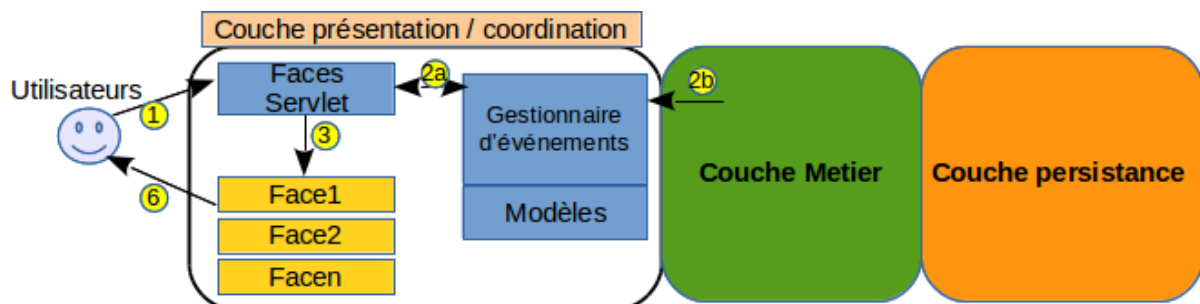 Couche présentation / coordination
Utilisateurs
1
Faces
Servlet
2a
2b
3
Gestionnaire
d'événements
Modèles
6
Face1
Face2
Facen
Couche Metier
Couche persistance